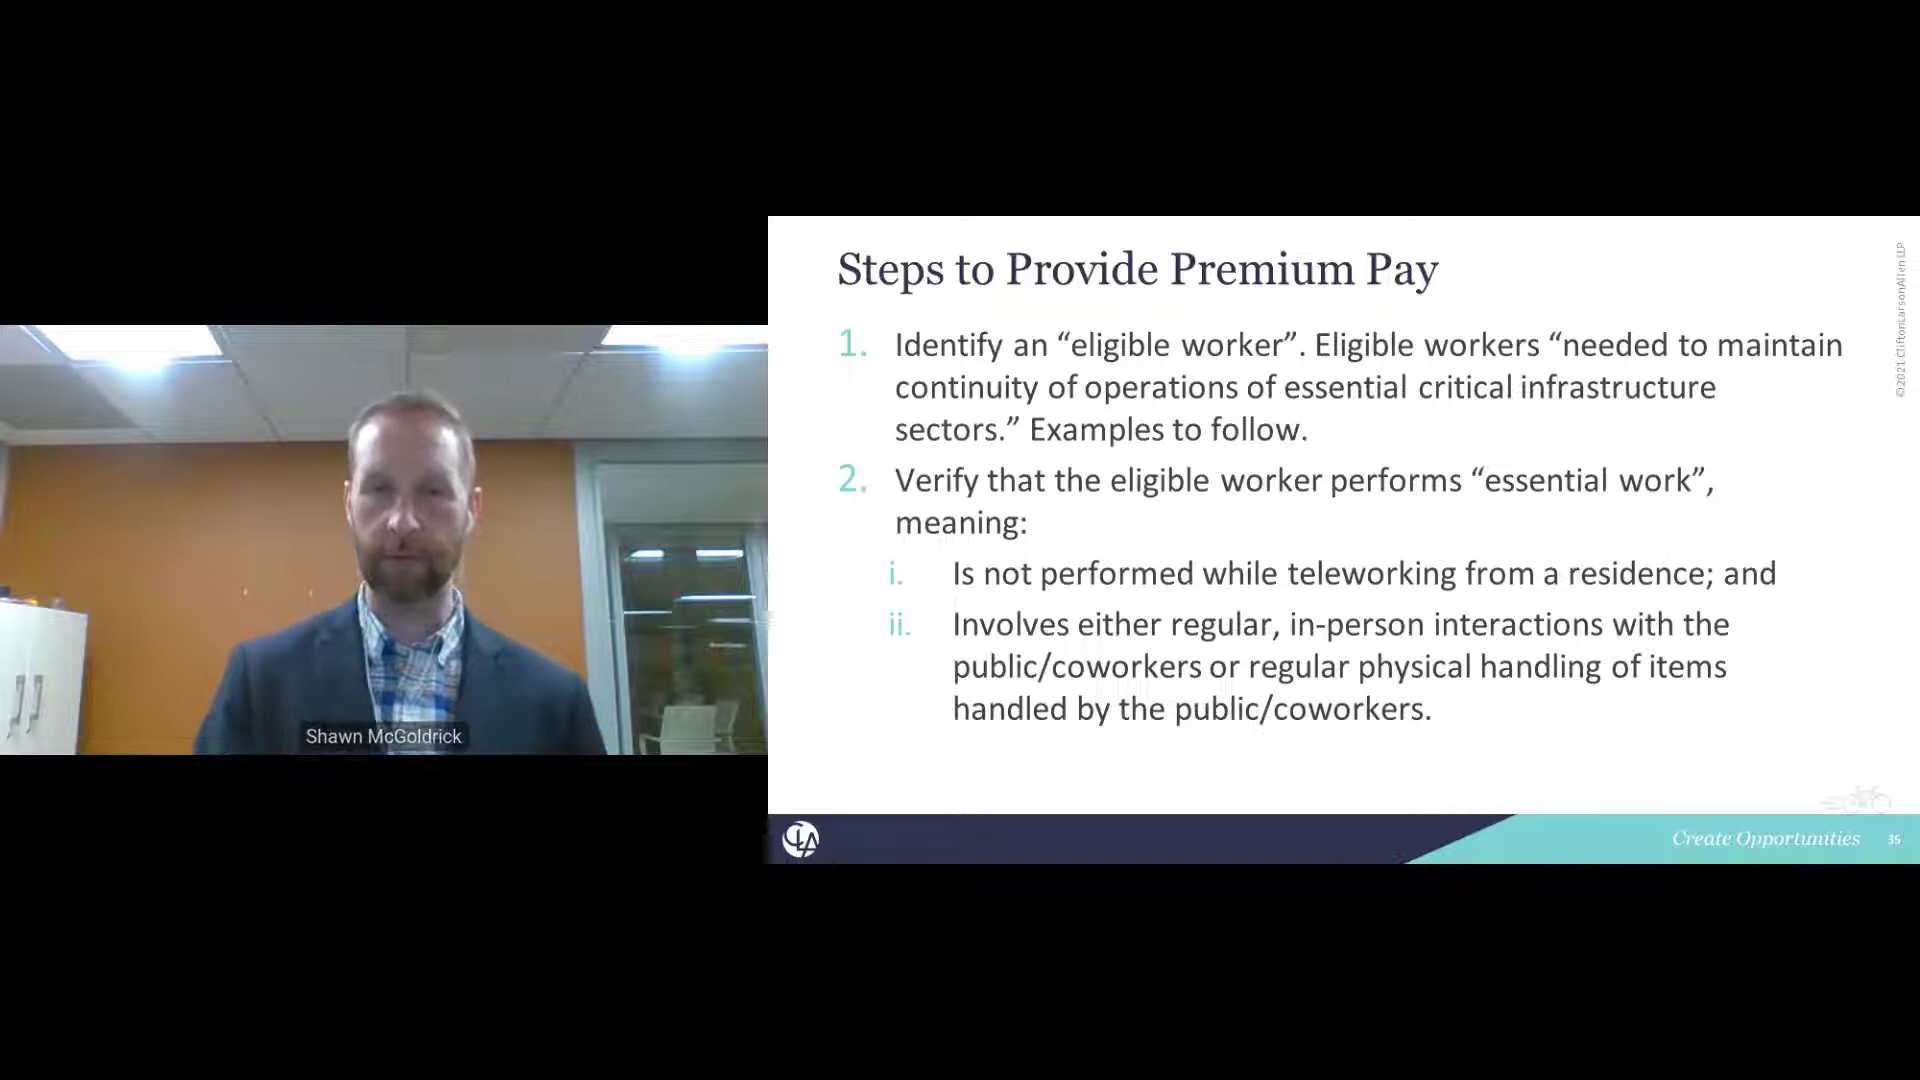 Shawn McGoldrick
Steps to Provide Premium Pay
1. Identify an “eligible worker”. Eligible workers “needed to maintain
continuity of operations of essential critical infrastructure
sectors.” Examples to follow.
2. Verify that the eligible worker performs “essential work”,
meaning:
i. Is not performed while teleworking from a residence; and
ii. Involves either regular, in-person interactions with the
public/coworkers or regular physical handling of items
handled by the public/coworkers.
©2021 CliftonLarsonAllen LLP
CLA
Create Opportunities 35